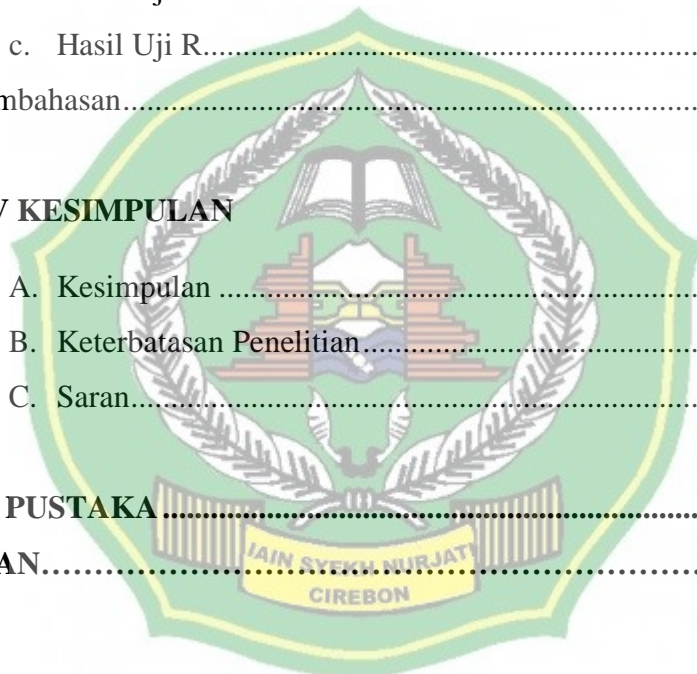 c. Hasil Uji R........................................................
mbahasan........................................................................
KESIMPULAN
A. Kesimpulan ............................................................
B. Keterbatasan Penelitian..........................................
C. Saran.......................................................................
PUSTAKA ....................................................................
AN..................................................................
IAIN SYEKH NURJATI
CIREBON